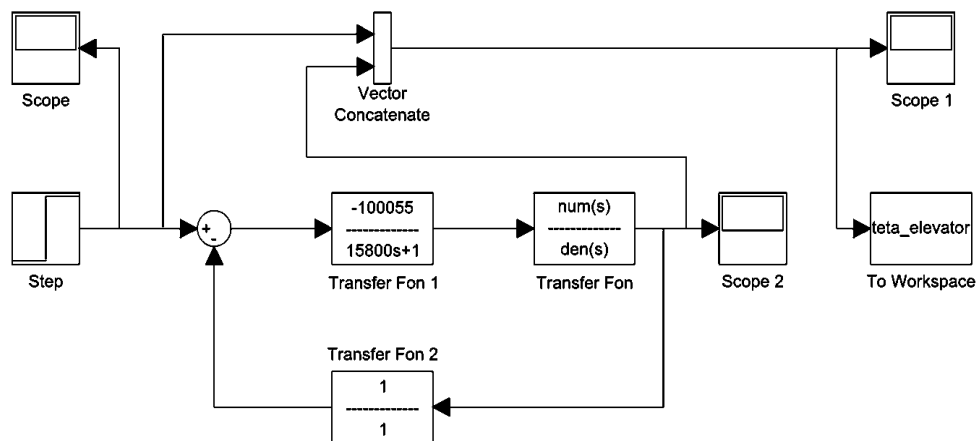 Scope
Vector
Concatenate
Scope 1
+
-
-100055
15800s+1
num(s)
den(s)
teta_elevator
Step
Transfer Fon 1
Transfer Fon
Scope 2
To Workspace
Transfer Fon 2
1
1